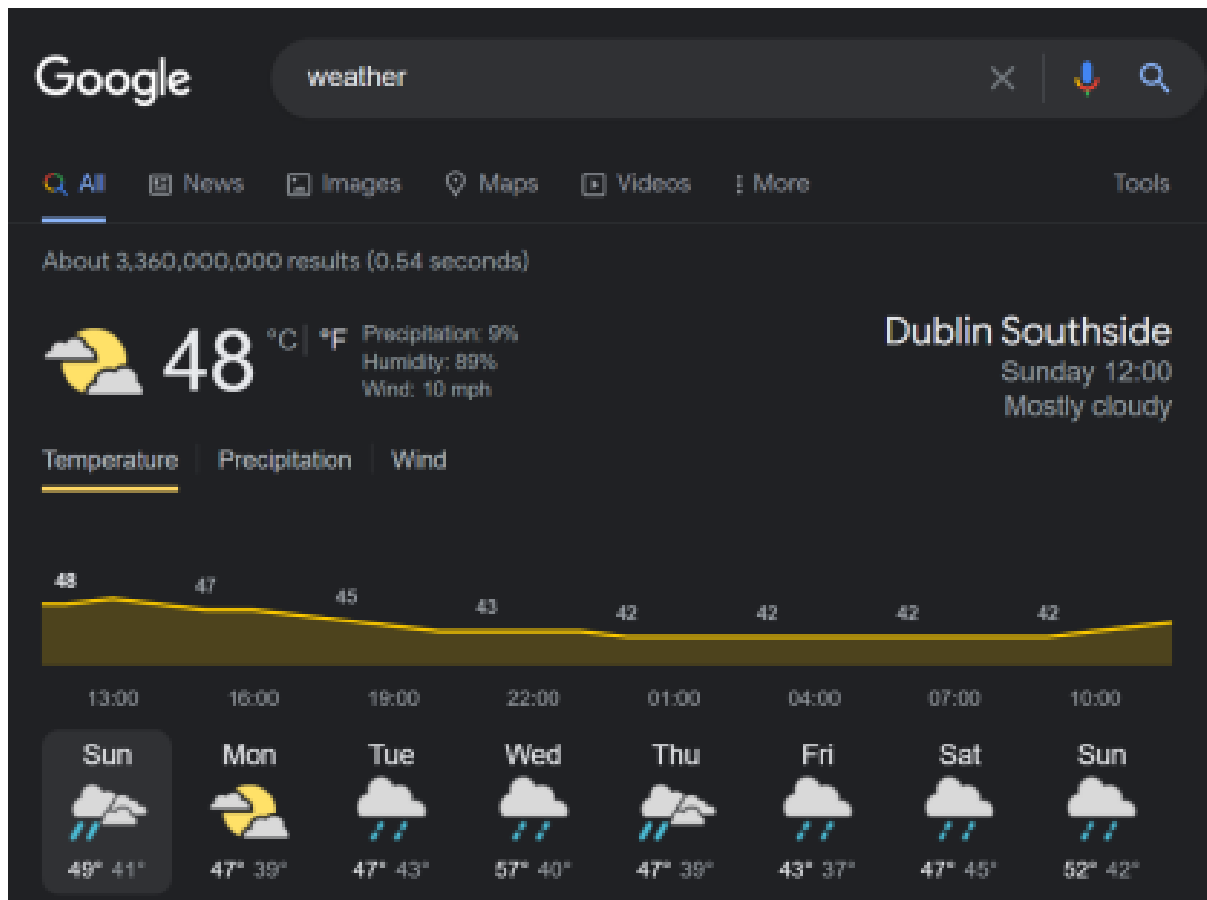 Google weather
All News Images Maps Videos More Tools
About 3,360,000,000 results (0.54 seconds)
48 °C | °F
Precipitation: 9%
Humidity: 89%
Wind: 10 mph
Dublin Southside
Sunday 12:00
Mostly cloudy
Temperature Precipitation Wind
48 47 45 43 42 42 42 42
13:00 16:00 19:00 22:00 01:00 04:00 07:00 10:00
Sun Mon Tue Wed Thu Fri Sat Sun
49° 41° 47° 39° 47° 43° 57° 40° 47° 39° 43° 37° 47° 45° 52° 42°